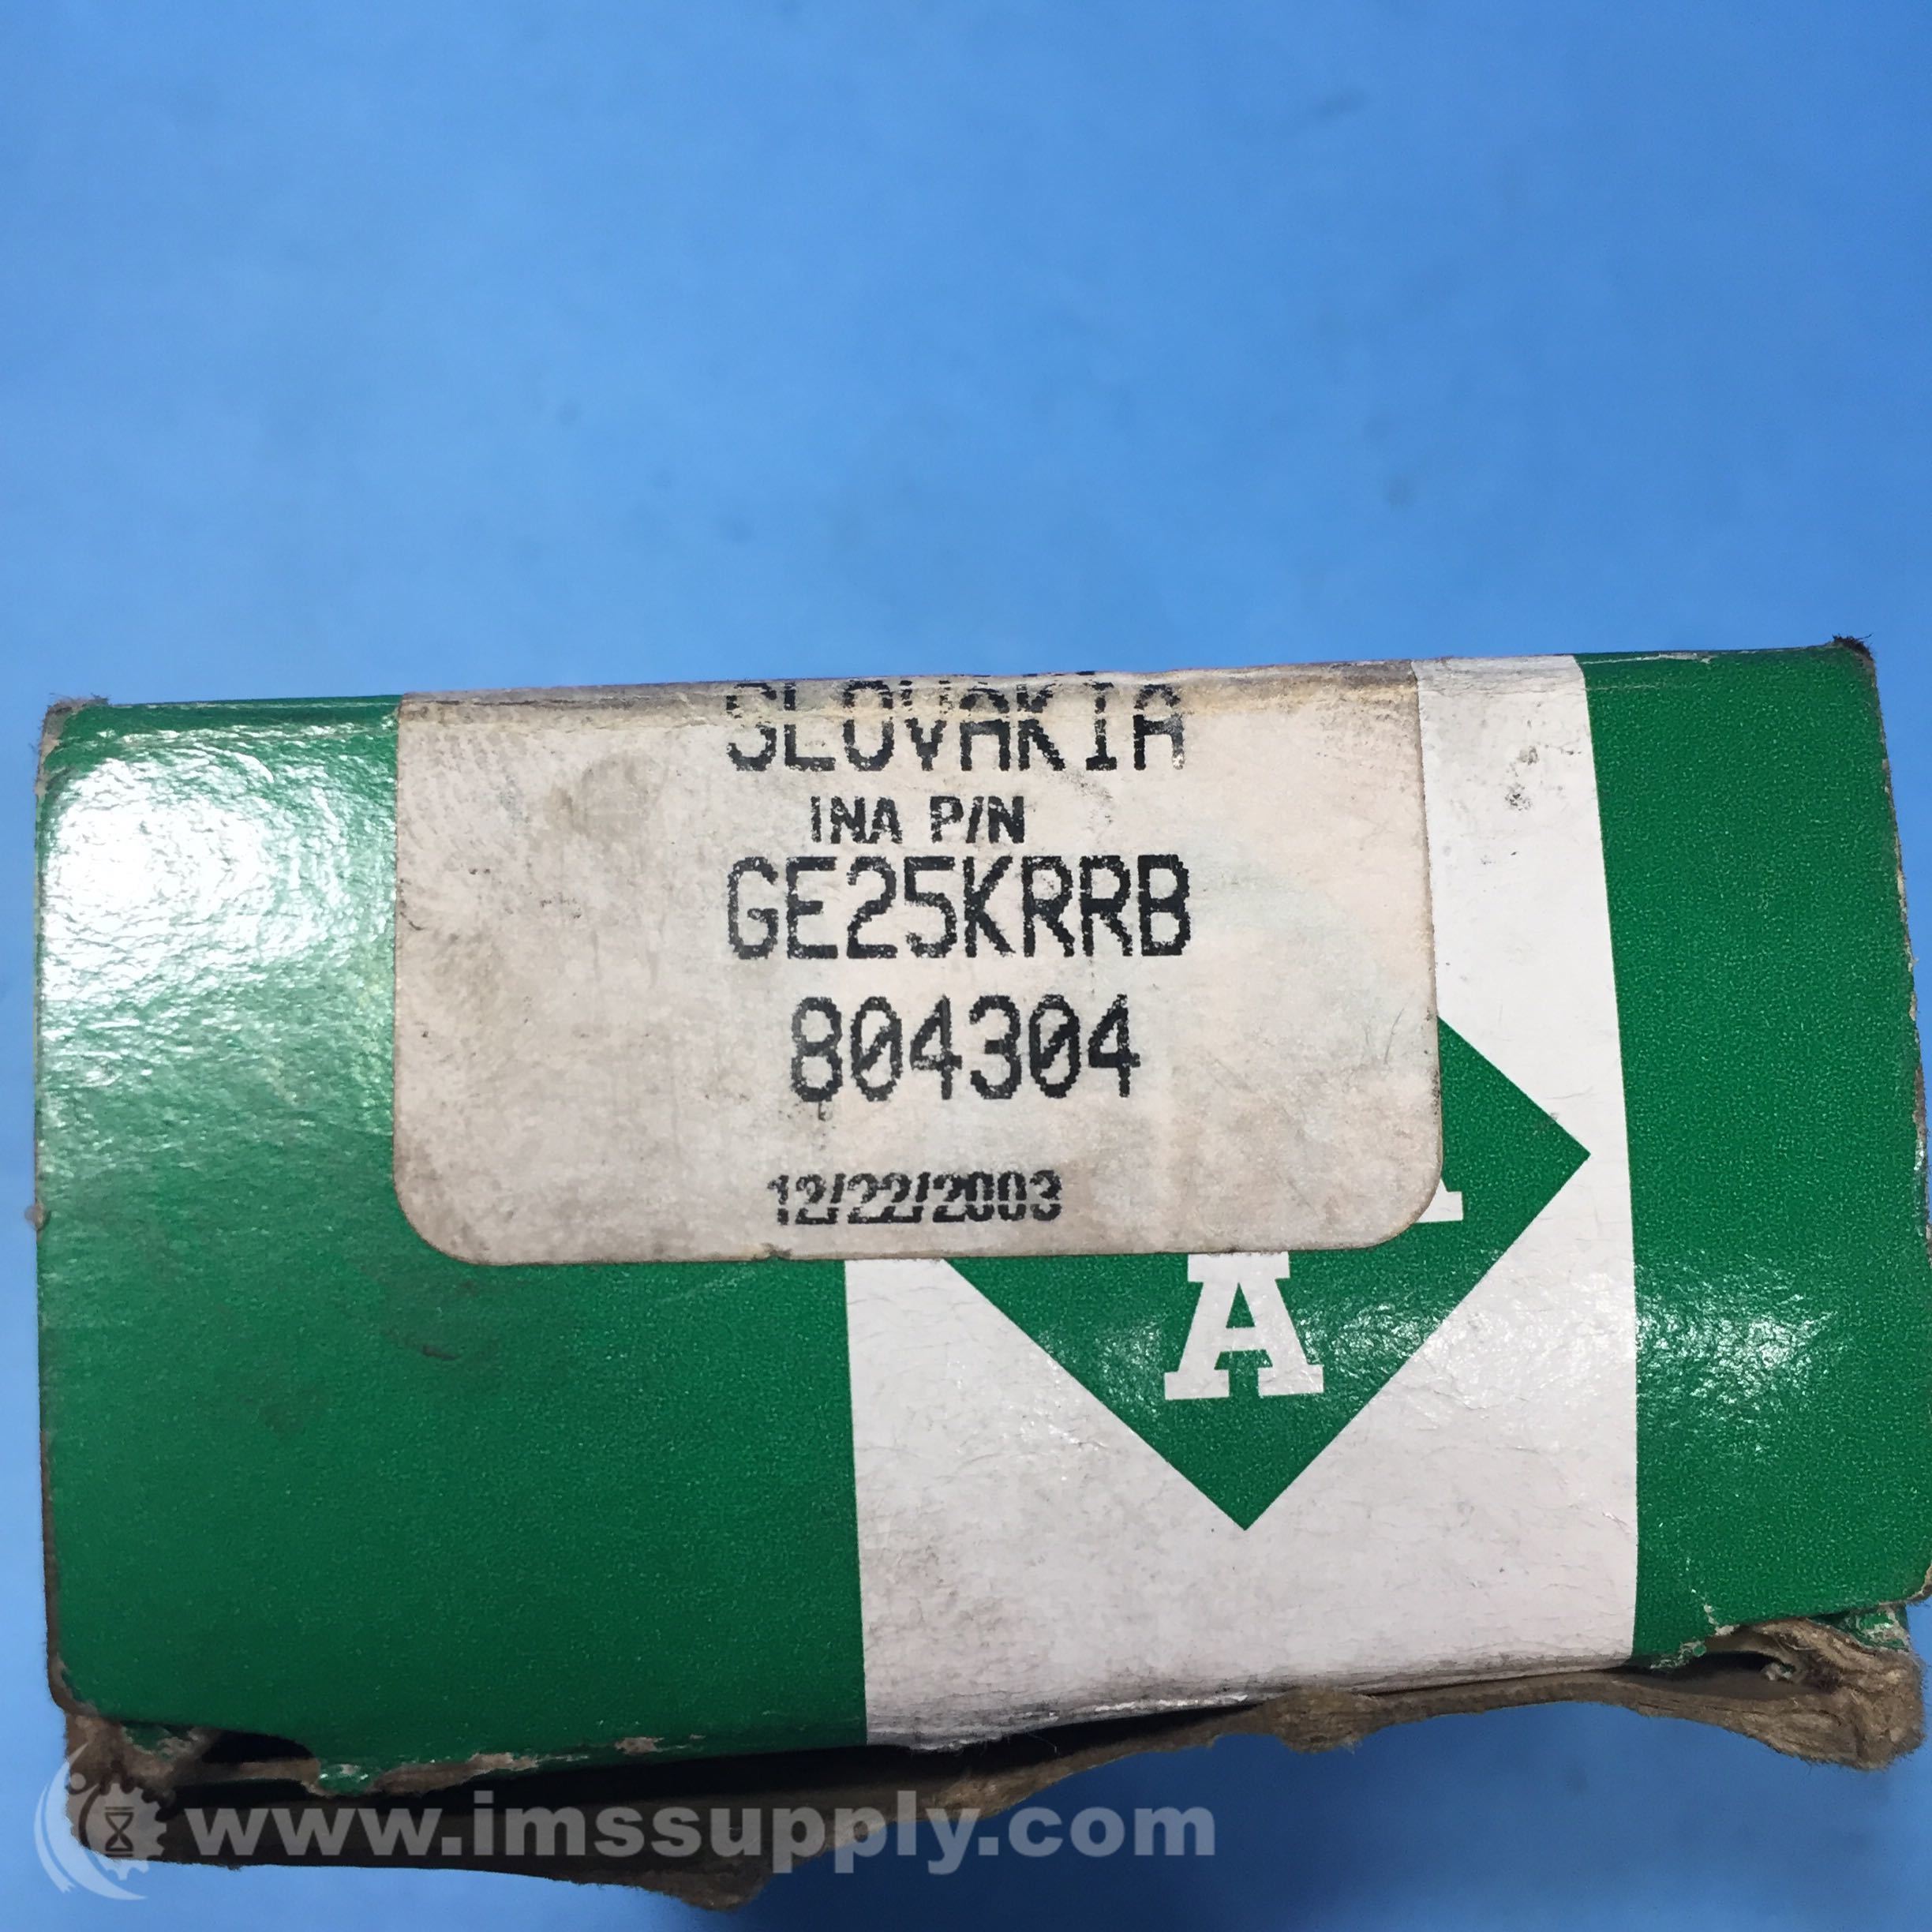 SLOVAKIA
INA P/N
GE25KRRB
804304
12/22/2003
A
www.imssupply.com